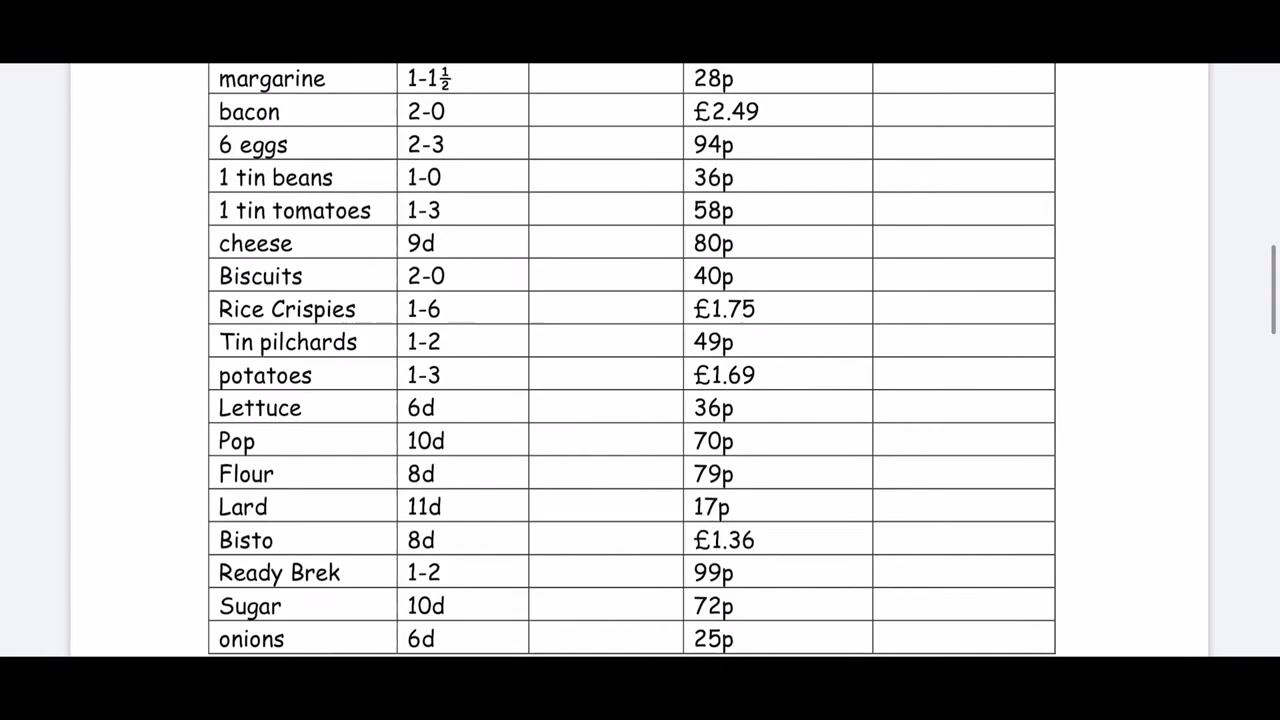 margarine 1-1½ 28p
bacon 2-0 £2.49
6 eggs 2-3 94p
1 tin beans 1-0 36p
1 tin tomatoes 1-3 58p
cheese 9d 80p
Biscuits 2-0 40p
Rice Crispies 1-6 £1.75
Tin pilchards 1-2 49p
potatoes 1-3 £1.69
Lettuce 6d 36p
Pop 10d 70p
Flour 8d 79p
Lard 11d 17p
Bisto 8d £1.36
Ready Brek 1-2 99p
Sugar 10d 72p
onions 6d 25p